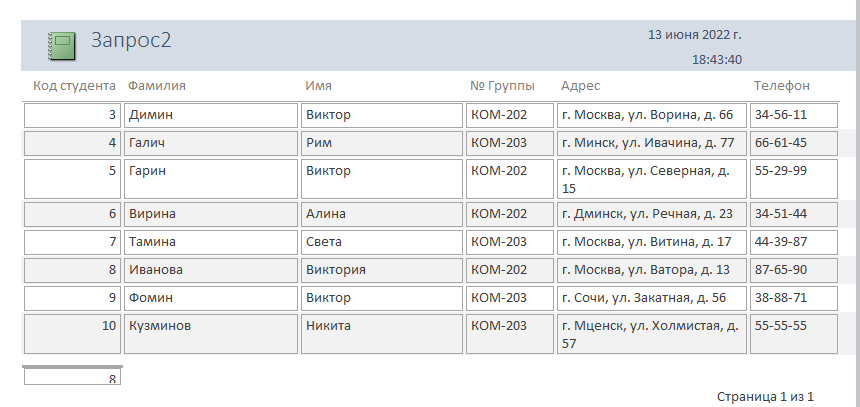 Запрос2
13 июня 2022 г.
18:43:40
Код студента Фамилия Имя № Группы Адрес Телефон
3 Димин Виктор КОМ-202 г. Москва, ул. Ворина, д. 66 34-56-11
4 Галич Рим КОМ-203 г. Минск, ул. Ивачина, д. 77 66-61-45
5 Гарин Виктор КОМ-202 г. Москва, ул. Северная, д. 55-29-99
15
6 Вирина Алина КОМ-202 г. Дминск, ул. Речная, д. 23 34-51-44
7 Тамина Света КОМ-203 г. Москва, ул. Витина, д. 17 44-39-87
8 Иванова Виктория КОМ-202 г. Москва, ул. Ватора, д. 13 87-65-90
9 Фомин Виктор КОМ-203 г. Сочи, ул. Закатная, д. 56 38-88-71
10 Кузминов Никита КОМ-203 г. Мценск, ул. Холмистая, д. 55-55-55
57
8
Страница 1 из 1